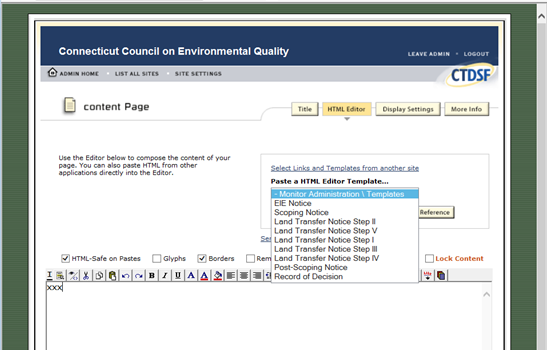 Connecticut Council on Environmental Quality
LEAVE ADMIN • LOGOUT
ADMIN HOME • LIST ALL SITES • SITE SETTINGS
CTDSF
content Page
Title
HTML Editor
Display Settings
More Info
Use the Editor below to compose the content of your
page. You can also paste HTML from other
applications directly into the Editor.
Select Links and Templates from another site
Paste a HTML Editor Template...
- Monitor Administration \ Templates
EIE Notice
Scoping Notice
Land Transfer Notice Step II
Land Transfer Notice Step V
Land Transfer Notice Step I
Land Transfer Notice Step III
Land Transfer Notice Step IV
Post-Scoping Notice
Record of Decision
Reference
HTML-Safe on Pastes
Glyphs
Borders
Lock Content
B I U A A
xxx